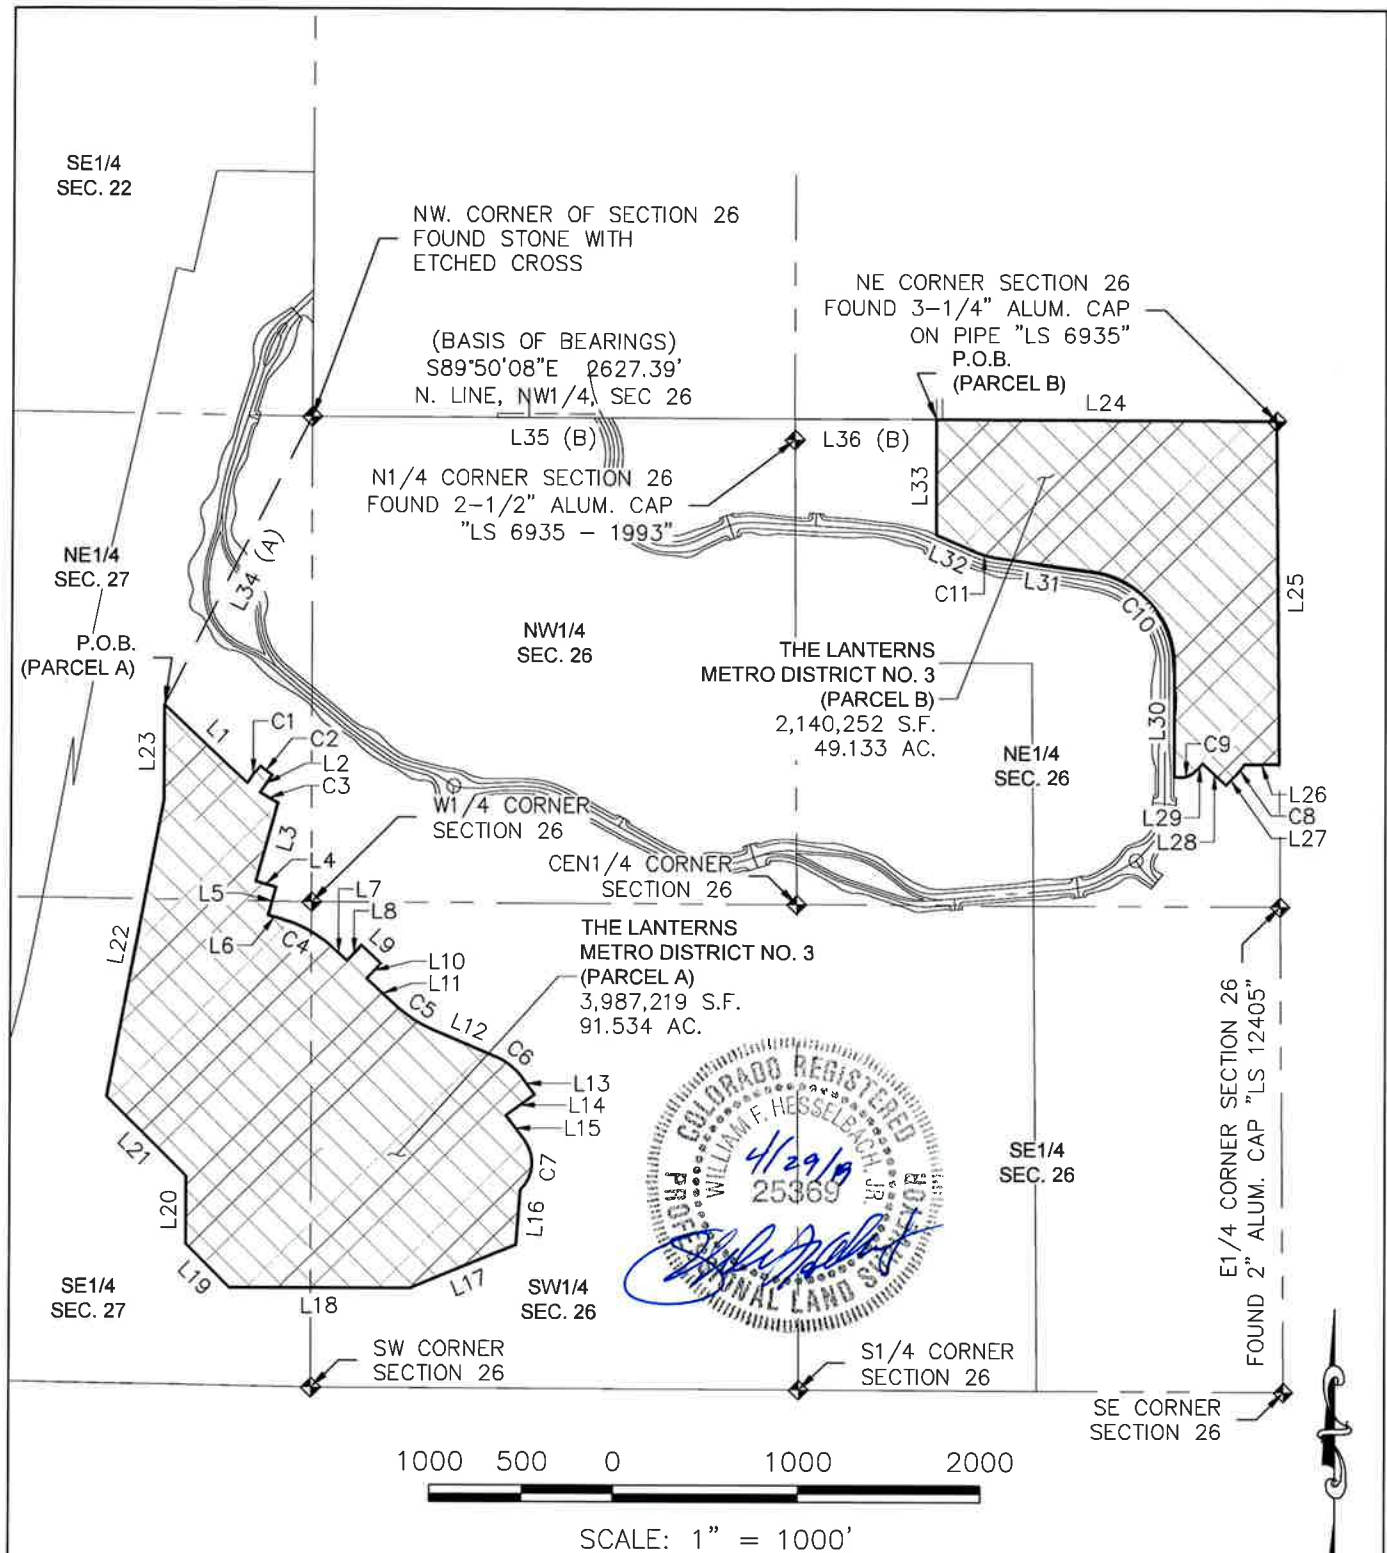 SE1/4
SEC. 22
NW. CORNER OF SECTION 26
FOUND STONE WITH
ETCHED CROSS
NE CORNER SECTION 26
FOUND 3-1/4" ALUM. CAP
ON PIPE "LS 6935"
P.O.B.
(PARCEL B)
(BASIS OF BEARINGS)
S89°50'08"E 2627.39'
N. LINE, NW1/4, SEC 26
L24
L35 (B)
L36 (B)
N1/4 CORNER SECTION 26
FOUND 2-1/2" ALUM. CAP
"LS 6935 - 1993"
L33
NE1/4
SEC. 27
L34 (A)
L32
C11
L31
C10
L25
P.O.B.
(PARCEL A)
NW1/4
SEC. 26
THE LANTERNS
METRO DISTRICT NO. 3
(PARCEL B)
2,140,252 S.F.
49.133 AC.
L30
NE1/4
SEC. 26
C9
L26
C8
L27
L29
L28
L23
L1
C1
C2
L2
C3
L3
L4
L5
L6
C4
W1/4 CORNER
SECTION 26
CEN1/4 CORNER
SECTION 26
L7
L8
L9
L10
L11
C5
L12
C6
THE LANTERNS
METRO DISTRICT NO. 3
(PARCEL A)
3,987,219 S.F.
91.534 AC.
L22
L13
L14
L15
C7
L16
L21
L20
L19
L18
L17
COLORADO REGISTERED
WILLIAM F. HESSELBACH, JR.
4/29/19
25369
PROFESSIONAL LAND SURVEYOR
SE1/4
SEC. 26
E1/4 CORNER SECTION 26
FOUND 2" ALUM. CAP "LS 12405"
SE1/4
SEC. 27
SW1/4
SEC. 26
SW CORNER
SECTION 26
S1/4 CORNER
SECTION 26
SE CORNER
SECTION 26
1000 500 0 1000 2000
SCALE: 1" = 1000'